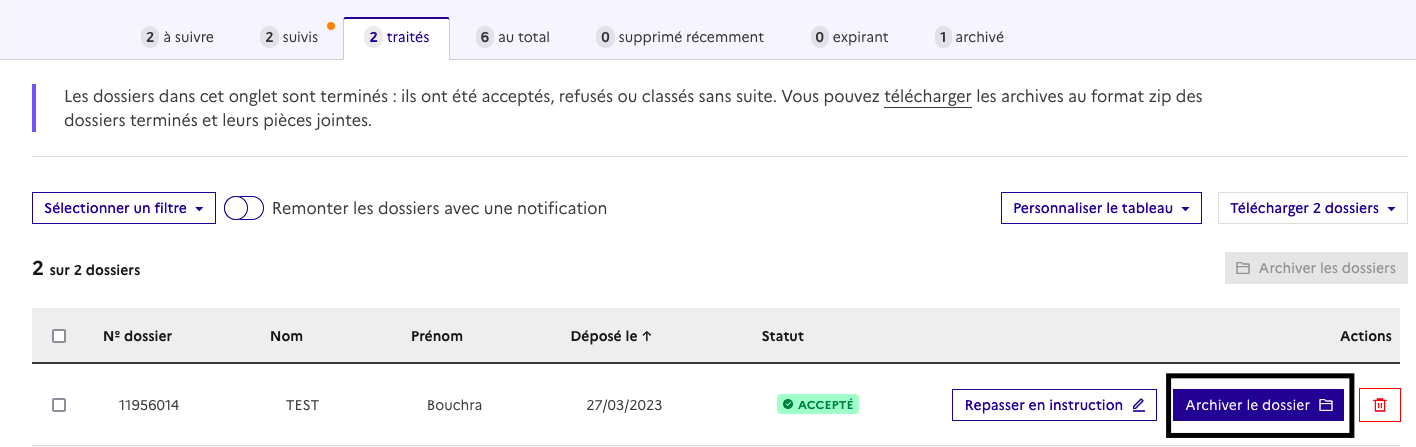 2 à suivre 2 suivis 2 traités 6 au total 0 supprimé récemment 0 expirant 1 archivé
Les dossiers dans cet onglet sont terminés : ils ont été acceptés, refusés ou classés sans suite. Vous pouvez télécharger les archives au format zip des
dossiers terminés et leurs pièces jointes.
Sélectionner un filtre Remonter les dossiers avec une notification Personnaliser le tableau Télécharger 2 dossiers
2 sur 2 dossiers Archiver les dossiers
Nº dossier Nom Prénom Déposé le ↑ Statut Actions
11956014 TEST Bouchra 27/03/2023 ACCEPTÉ Repasser en instruction Archiver le dossier